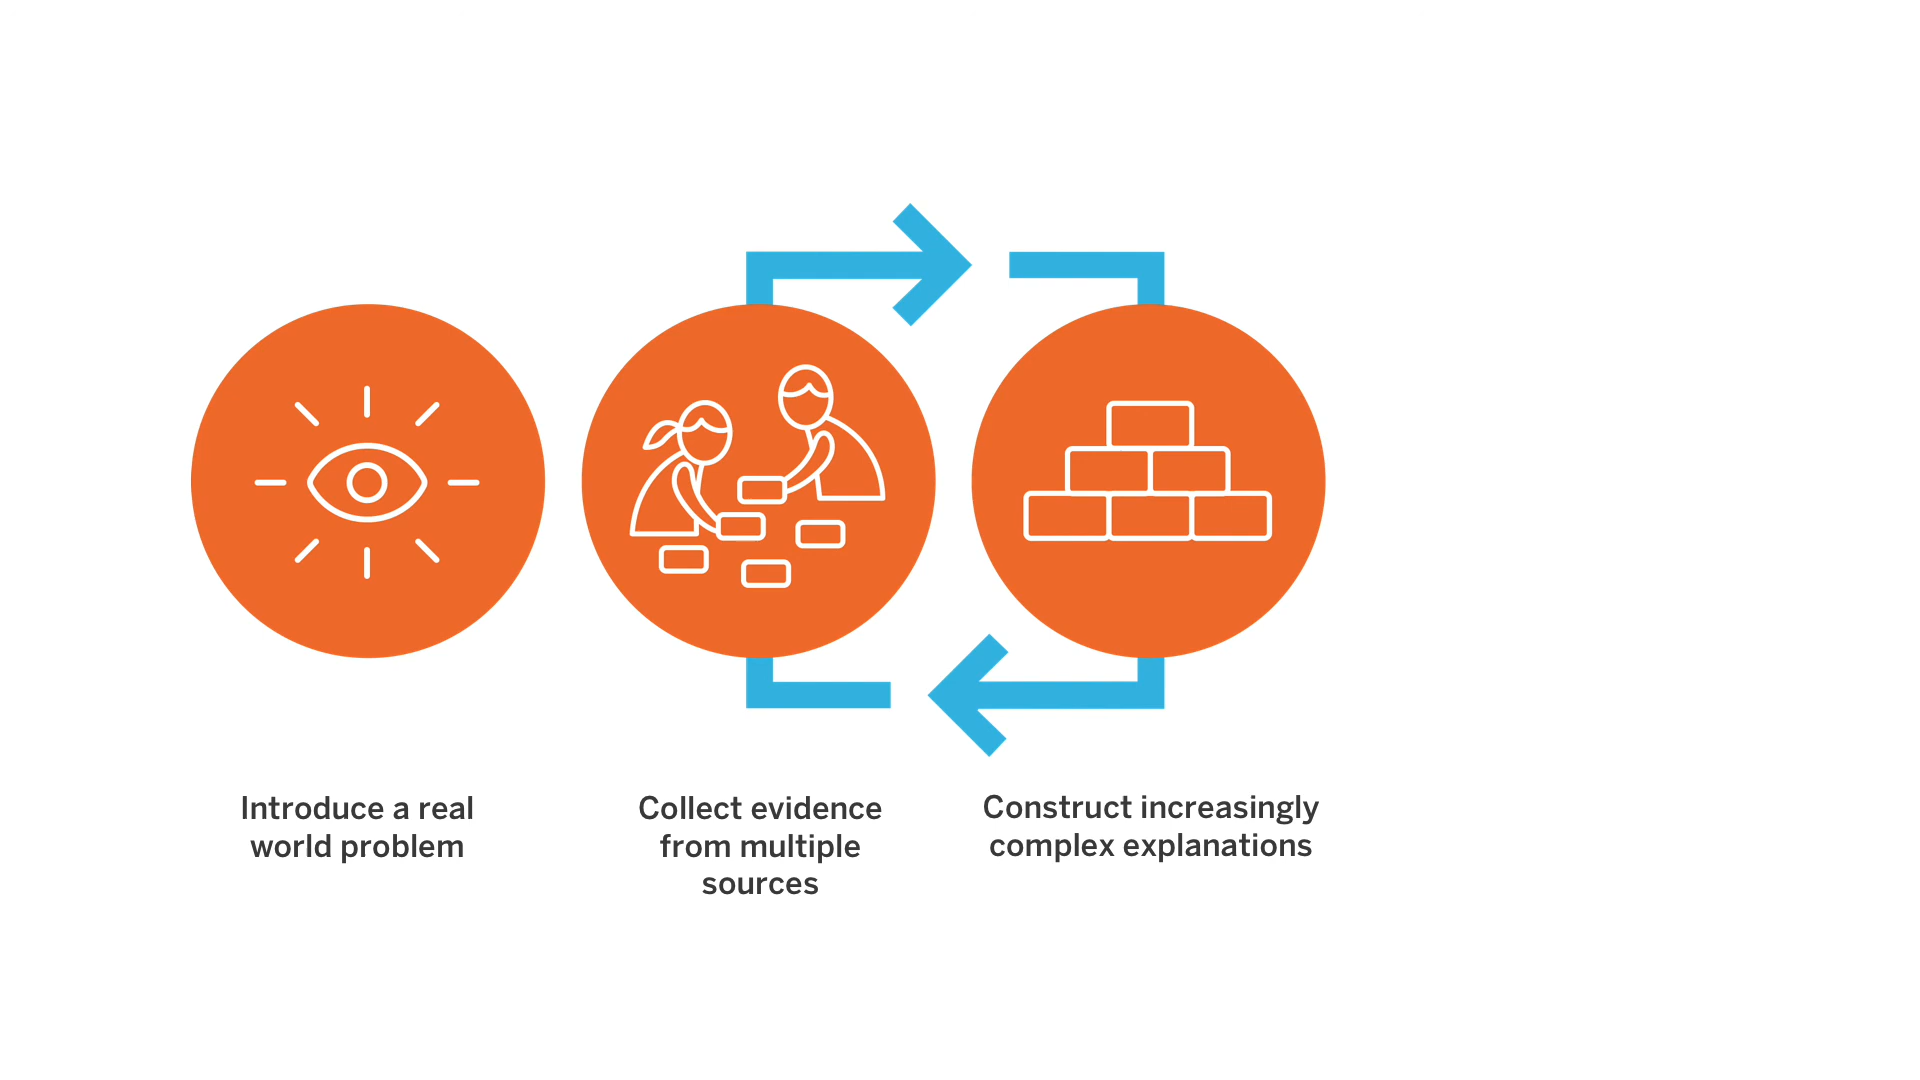 Introduce a real
world problem
Collect evidence
from multiple
sources
Construct increasingly
complex explanations